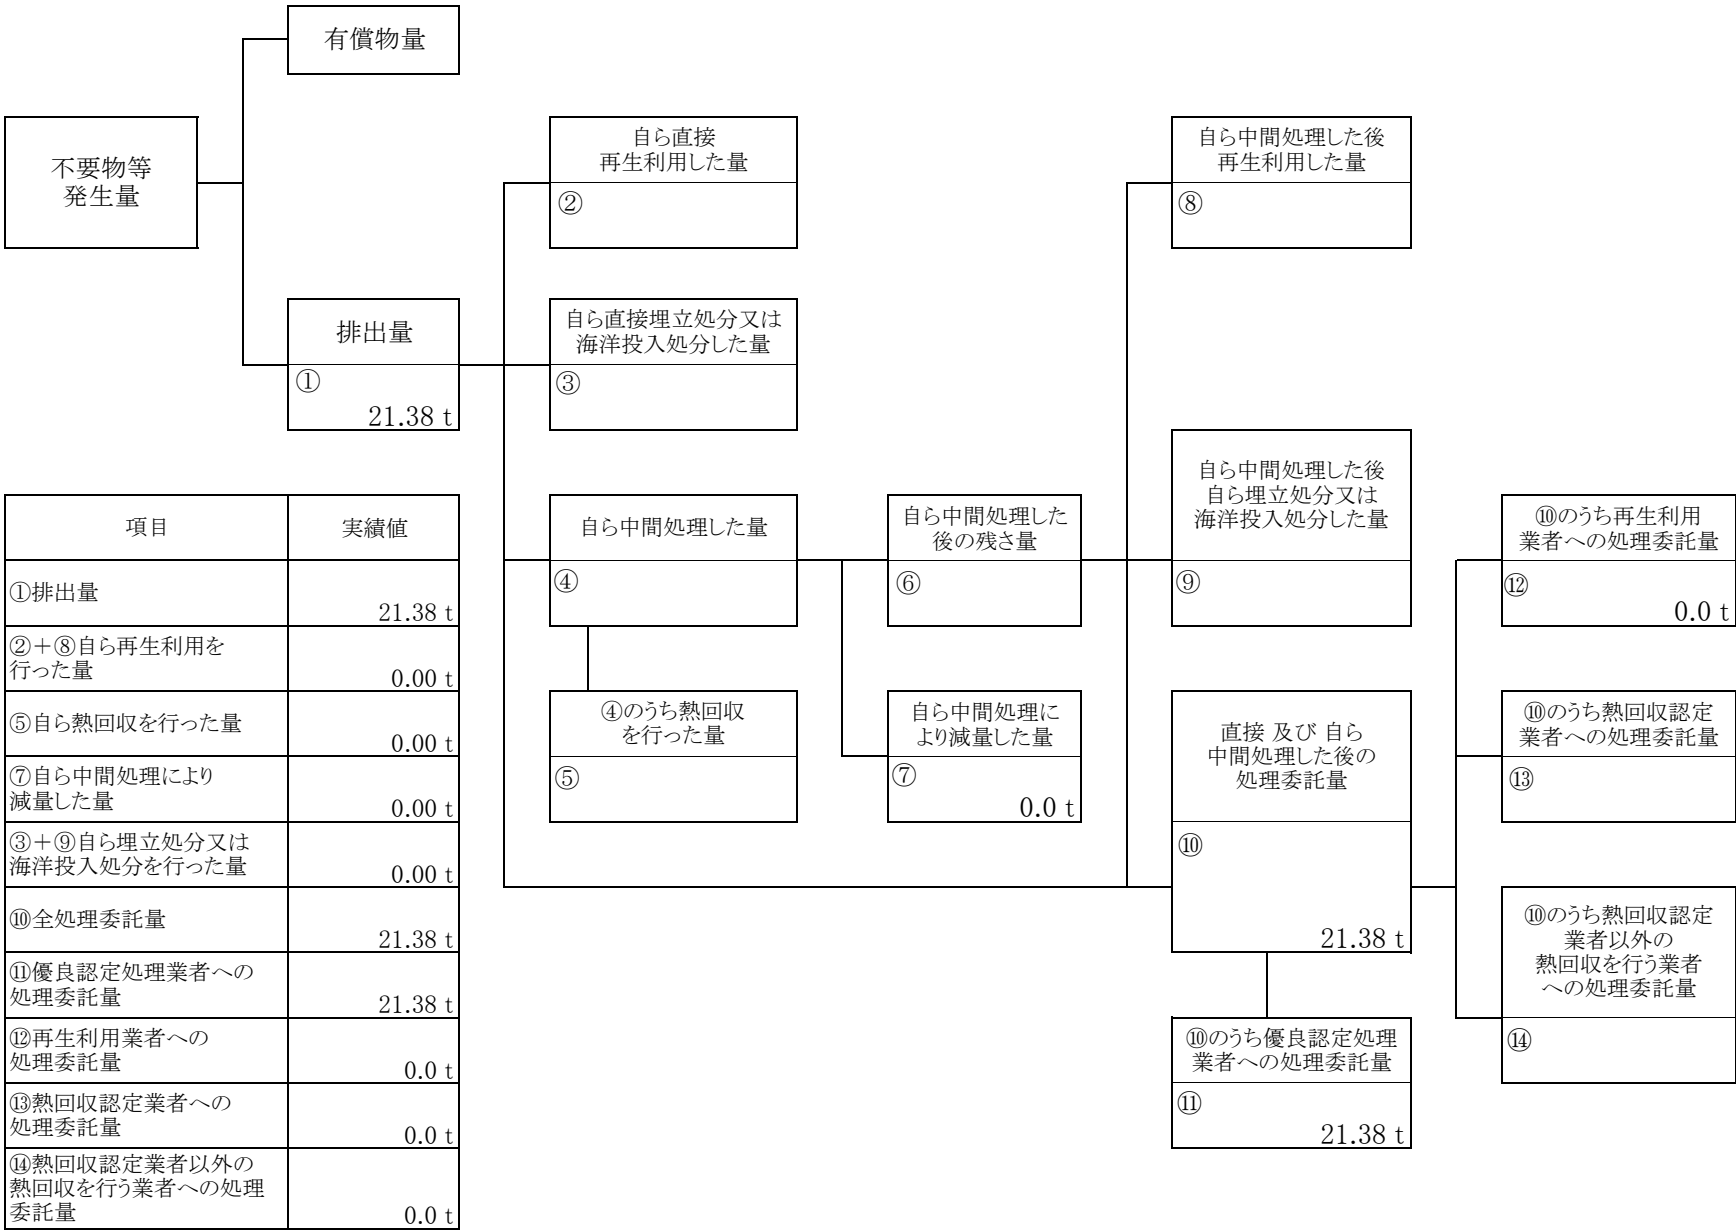 有償物量
不要物等
発生量
自ら直接
再生利用した量
②
自ら中間処理した後
再生利用した量
⑧
排出量
①
21.38 t
自ら直接埋立処分又は
海洋投入処分した量
③
自ら中間処理した量
④
自ら中間処理した
後の残さ量
⑥
自ら中間処理した後
自ら埋立処分又は
海洋投入処分した量
⑨
⑩のうち再生利用
業者への処理委託量
⑫
0.0 t
④のうち熱回収
を行った量
⑤
自ら中間処理に
より減量した量
⑦
0.0 t
直接 及び 自ら
中間処理した後の
処理委託量
⑩
21.38 t
⑩のうち熱回収認定
業者への処理委託量
⑬
⑩のうち熱回収認定
業者以外の
熱回収を行う業者
への処理委託量
⑭
⑩のうち優良認定処理
業者への処理委託量
⑪
21.38 t
項目 実績値
①排出量
21.38 t
②＋⑧自ら再生利用を
行った量
0.00 t
⑤自ら熱回収を行った量
0.00 t
⑦自ら中間処理により
減量した量
0.00 t
③＋⑨自ら埋立処分又は
海洋投入処分を行った量
0.00 t
⑩全処理委託量
21.38 t
⑪優良認定処理業者への
処理委託量
21.38 t
⑫再生利用業者への
処理委託量
0.0 t
⑬熱回収認定業者への
処理委託量
0.0 t
⑭熱回収認定業者以外の
熱回収を行う業者への処理
委託量
0.0 t